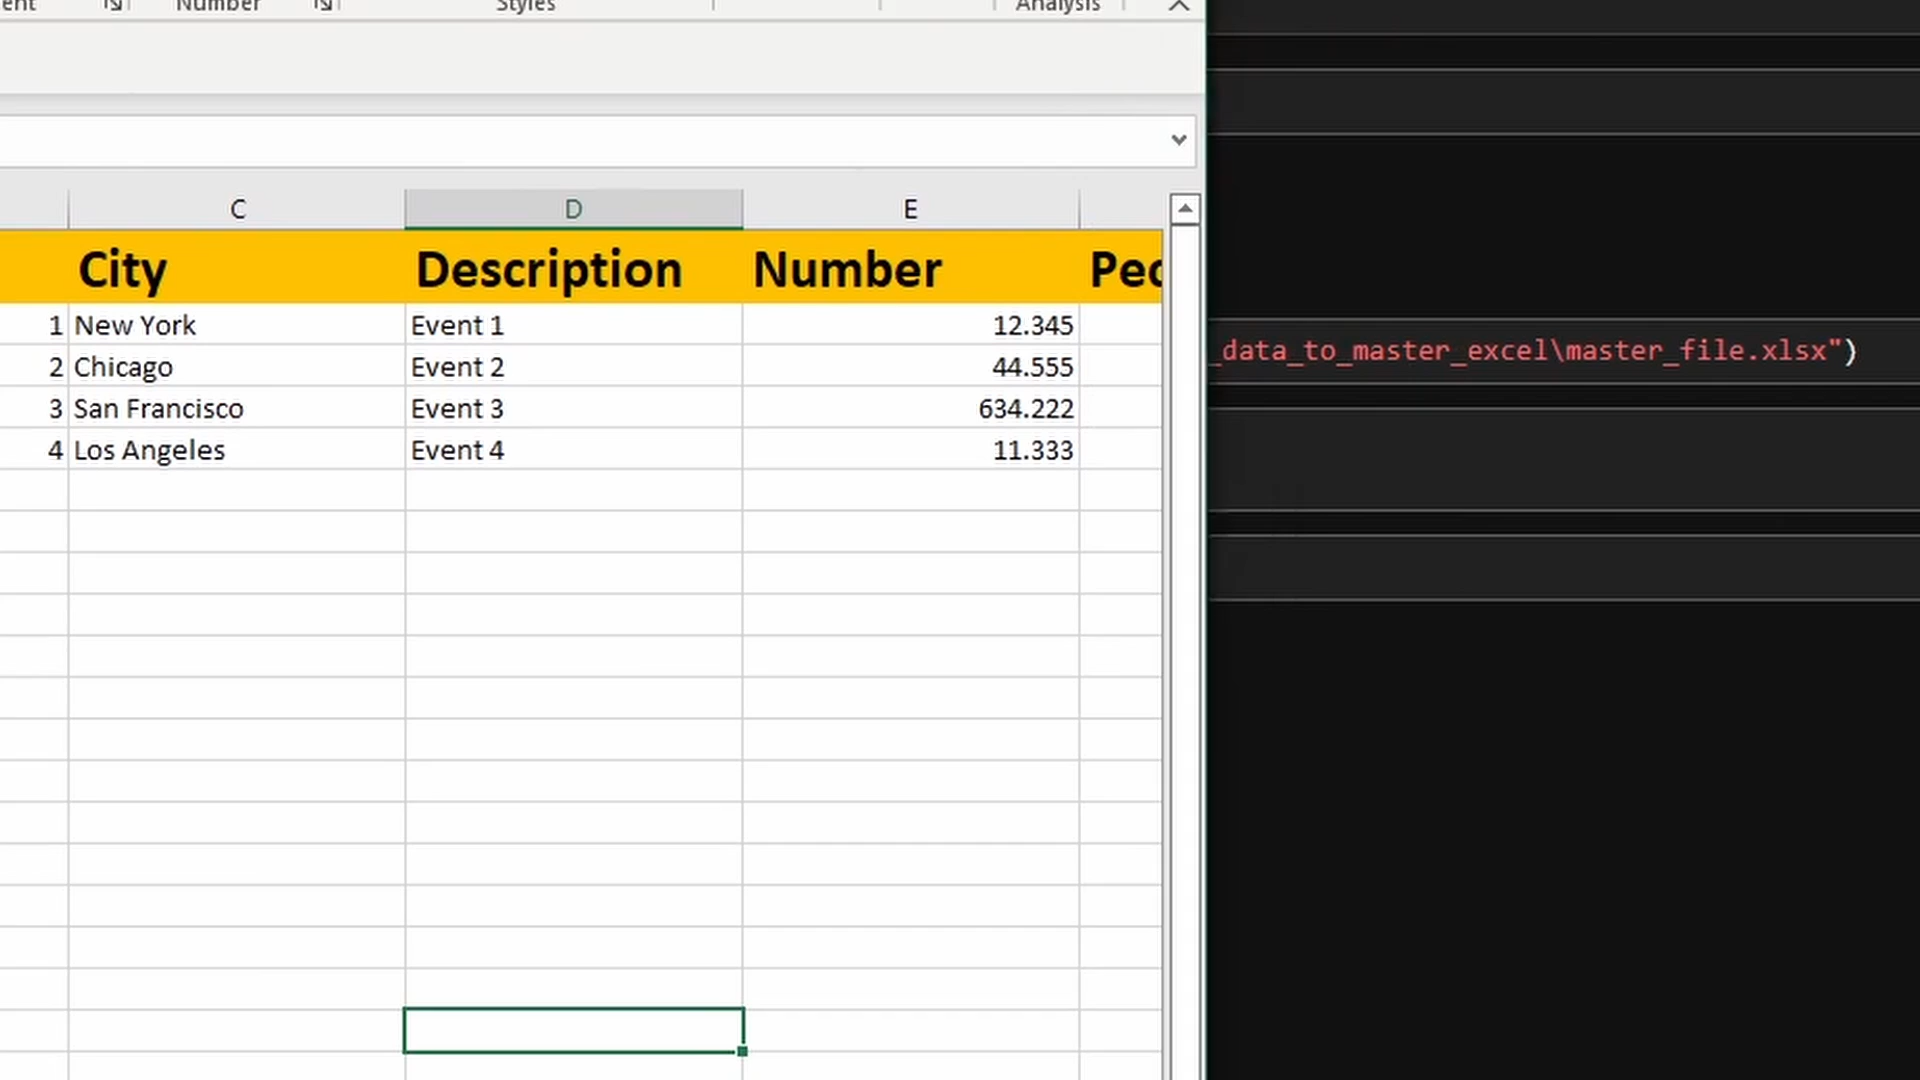 Number Styles Analysis
C D E
City Description Number
1 New York Event 1 12.345
2 Chicago Event 2 44.555
3 San Francisco Event 3 634.222
4 Los Angeles Event 4 11.333
_data_to_master_excel\master_file.xlsx")